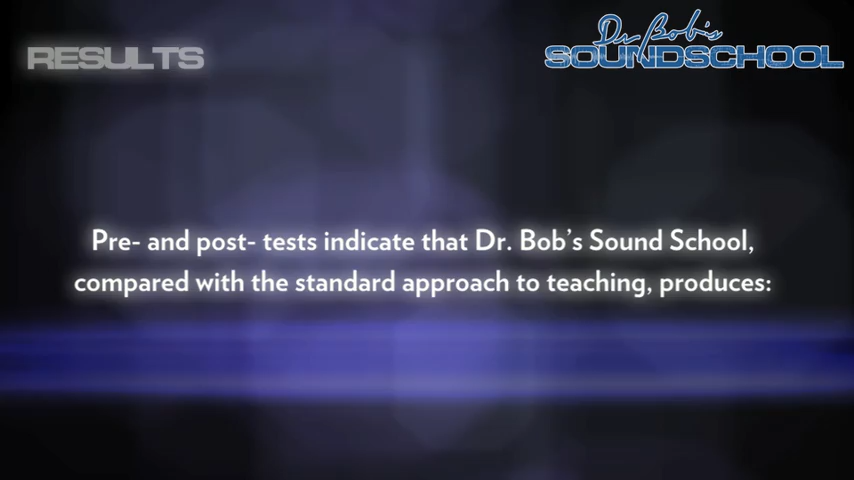 RESULTS
Dr Bob's
SOUNDSCHOOL
Pre- and post- tests indicate that Dr. Bob's Sound School,
compared with the standard approach to teaching, produces: